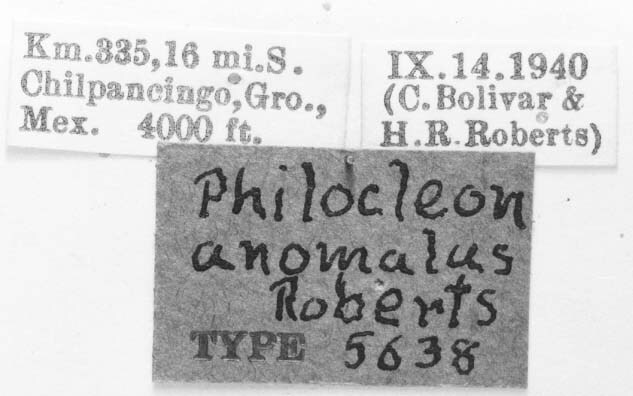 Km.335,16 mi.S.
Chilpancingo,Gro.,
Mex. 4000 ft.
IX.14.1940
(C.Bolivar &
H.R.Roberts)
Philocleon
anomalus
Roberts
TYPE 5638